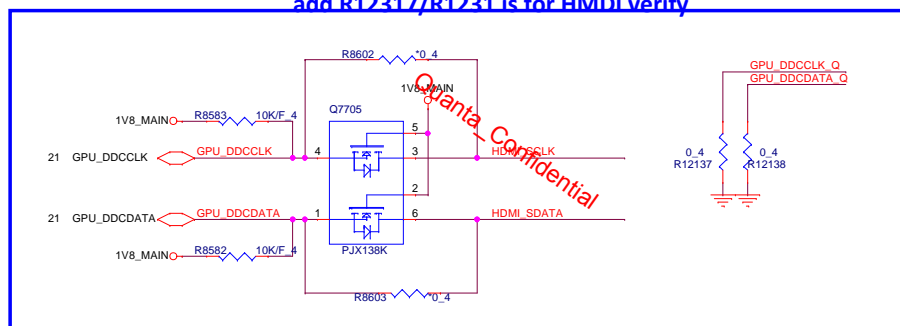 add R12317/R1231 is for HMDI verify
R8602 *0_4
1V8_MAIN
GPU_DDCCLK_Q
GPU_DDCDATA_Q
Q7705
1V8_MAIN R8583 10K/F_4
5
21 GPU_DDCCLK GPU_DDCCLK 4 3 HDMI_SCLK
0_4 0_4
R12137 R12138
2
21 GPU_DDCDATA GPU_DDCDATA 1 6 HDMI_SDATA
1V8_MAIN R8582 10K/F_4
PJX138K
R8603 *0_4
Quanta_Confidential